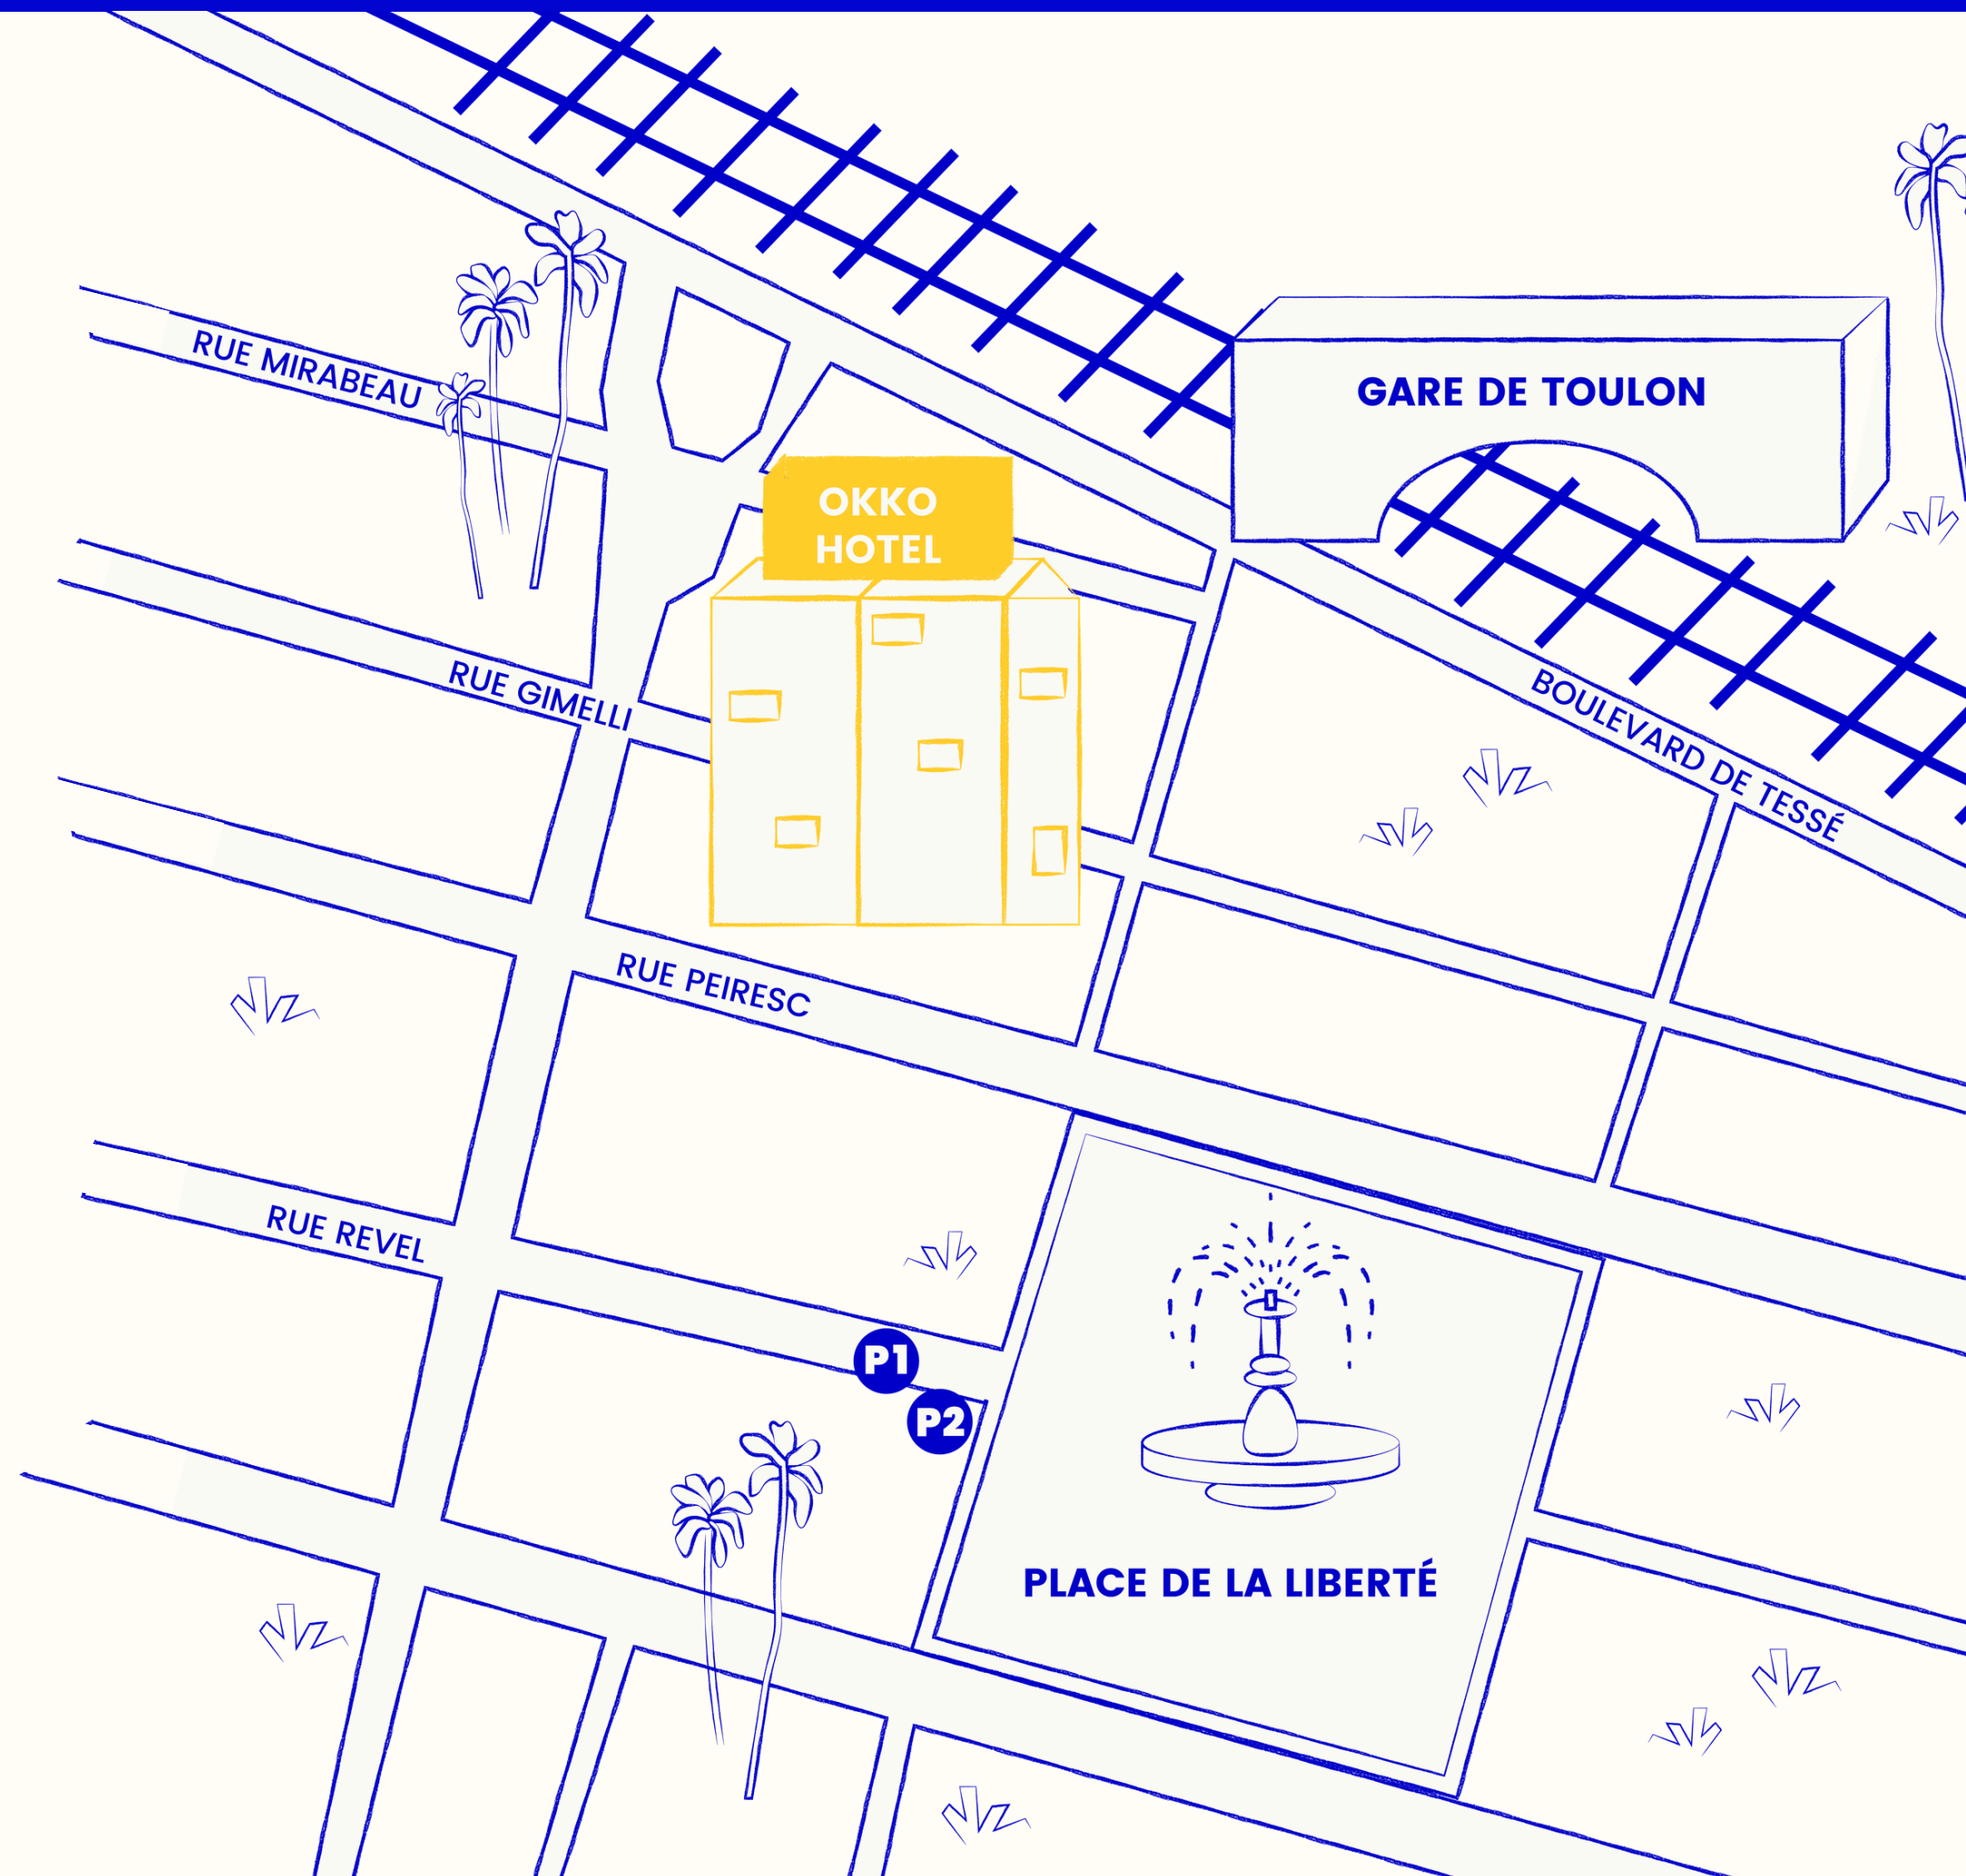 RUE MIRABEAU
GARE DE TOULON
OKKO
HOTEL
RUE GIMELLI
BOULEVARD DE TESSÉ
RUE PEIRESC
RUE REVEL
P1
P2
PLACE DE LA LIBERTÉ